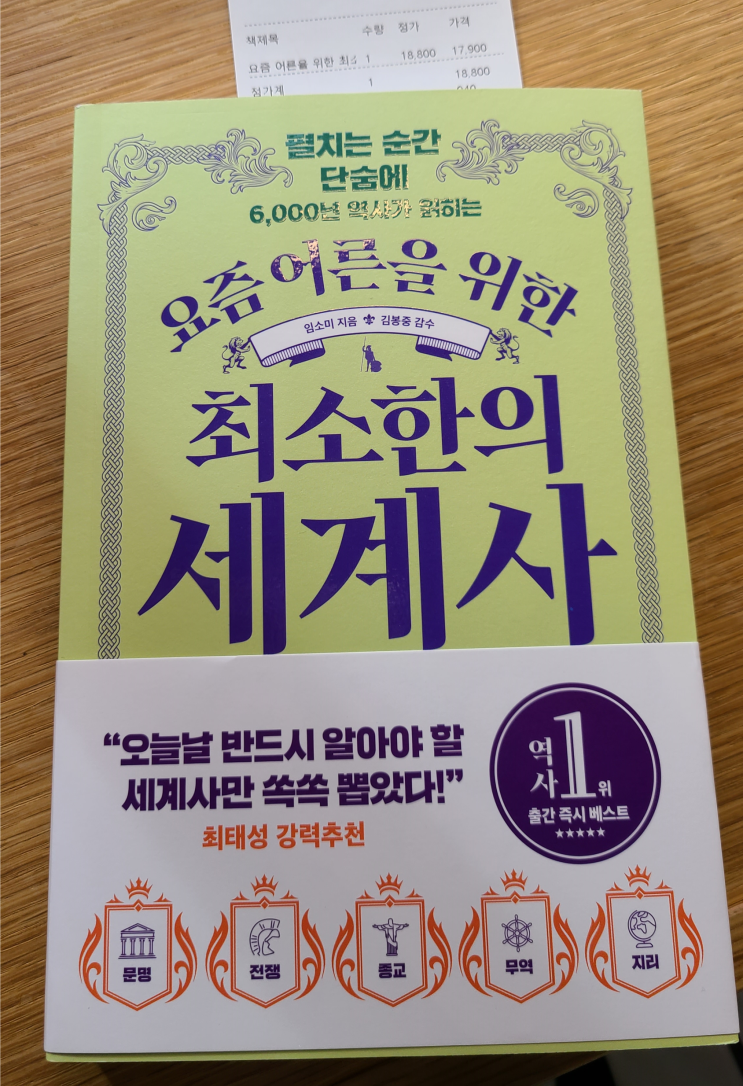 책제목 수량 정가 가격
요즘 어른을 위한 최소 1 18,800 17,900
정가계 1 18,800
펼치는 순간
단숨에
6,000년 역사가 읽히는
요즘 어른을 위한
임소미 지음 김봉중 감수
최소한의
세계사
“오늘날 반드시 알아야 할
세계사만 쏙쏙 뽑았다!”
최태성 강력추천
역사 1위
출간 즉시 베스트
★★★★★
문명 전쟁 종교 무역 지리